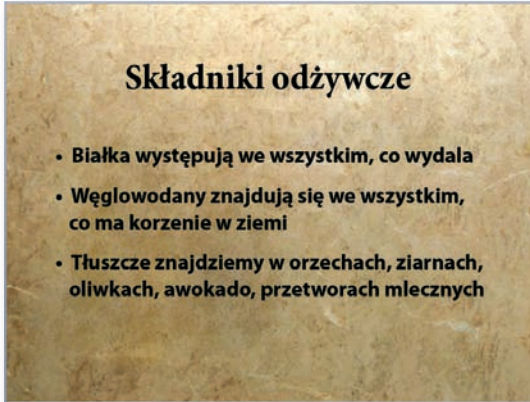 Składniki odżywcze
• Białka występują we wszystkim, co wydala
• Węglowodany znajdują się we wszystkim,
co ma korzenie w ziemi
• Tłuszcze znajdziemy w orzechach, ziarnach,
oliwkach, awokado, przetworach mlecznych